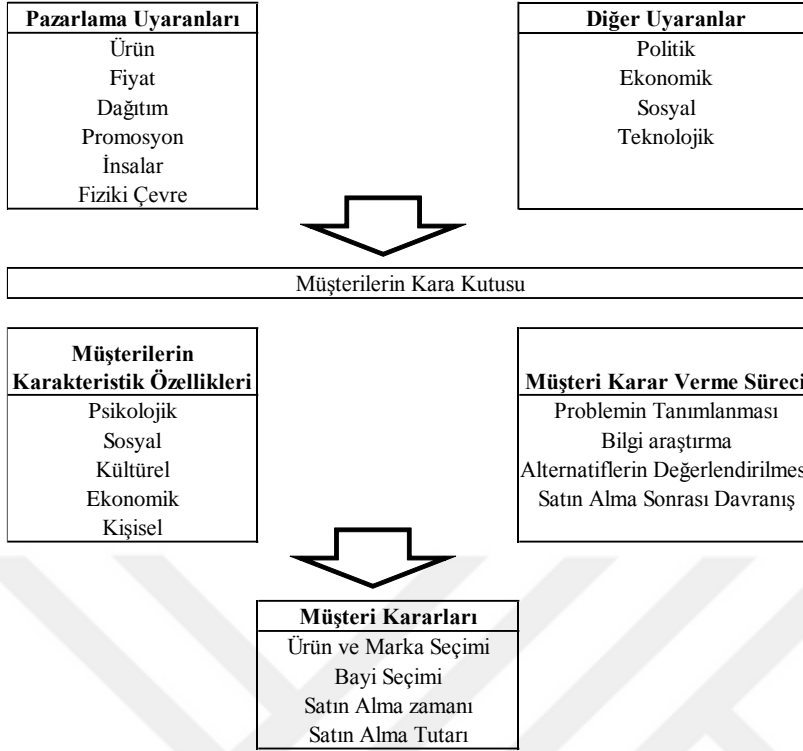 Pazarlama Uyaranları
Ürün
Fiyat
Dağıtım
Promosyon
İnsalar
Fiziki Çevre
Diğer Uyaranlar
Politik
Ekonomik
Sosyal
Teknolojik
Müşterilerin Kara Kutusu
Müşterilerin
Karakteristik Özellikleri
Psikolojik
Sosyal
Kültürel
Ekonomik
Kişisel
Müşteri Karar Verme Süreci
Problemin Tanımlanması
Bilgi araştırma
Alternatiflerin Değerlendirilmes
Satın Alma Sonrası Davranış
Müşteri Kararları
Ürün ve Marka Seçimi
Bayi Seçimi
Satın Alma zamanı
Satın Alma Tutarı